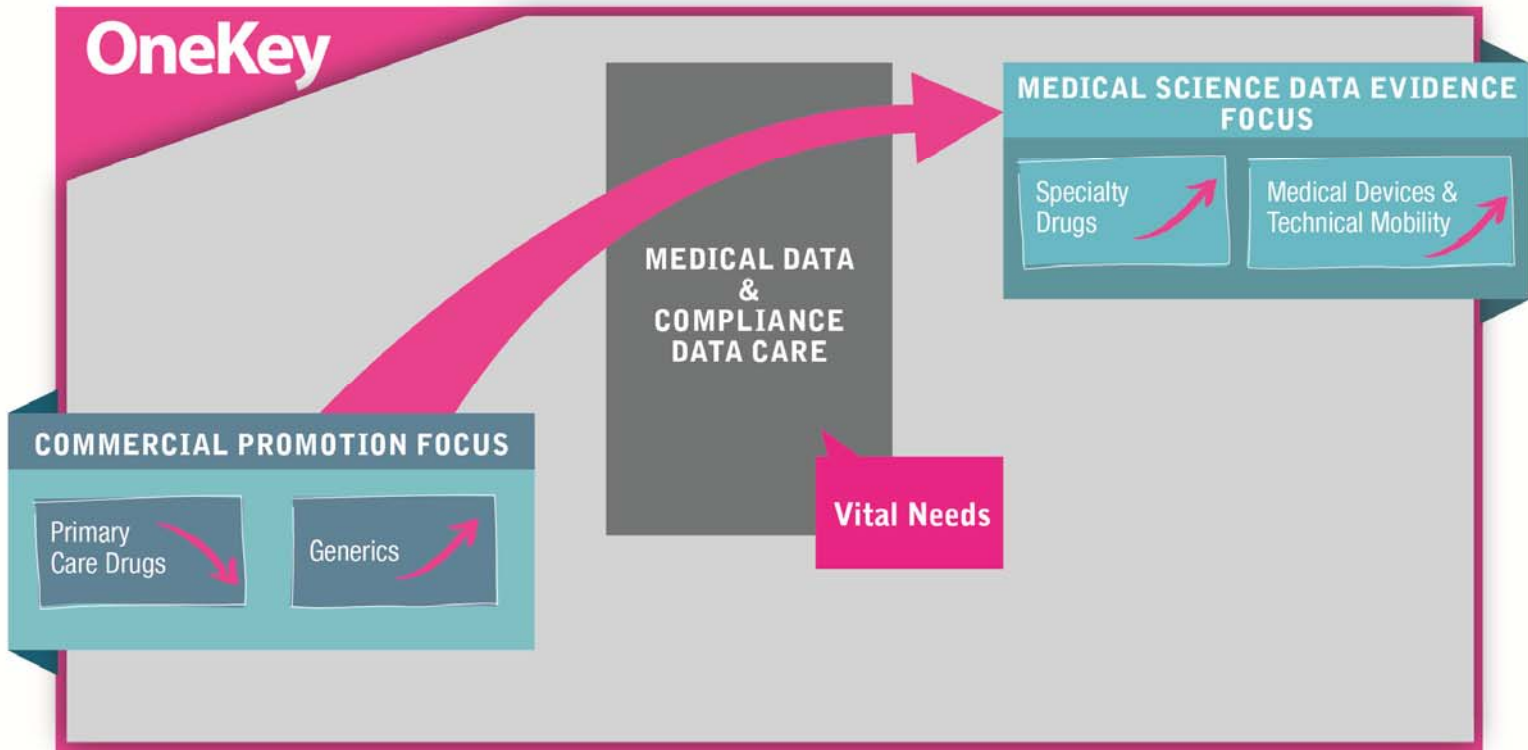 OneKey
MEDICAL SCIENCE DATA EVIDENCE
FOCUS
Specialty
Drugs
Medical Devices &
Technical Mobility
MEDICAL DATA
&
COMPLIANCE
DATA CARE
Vital Needs
COMMERCIAL PROMOTION FOCUS
Primary
Care Drugs
Generics